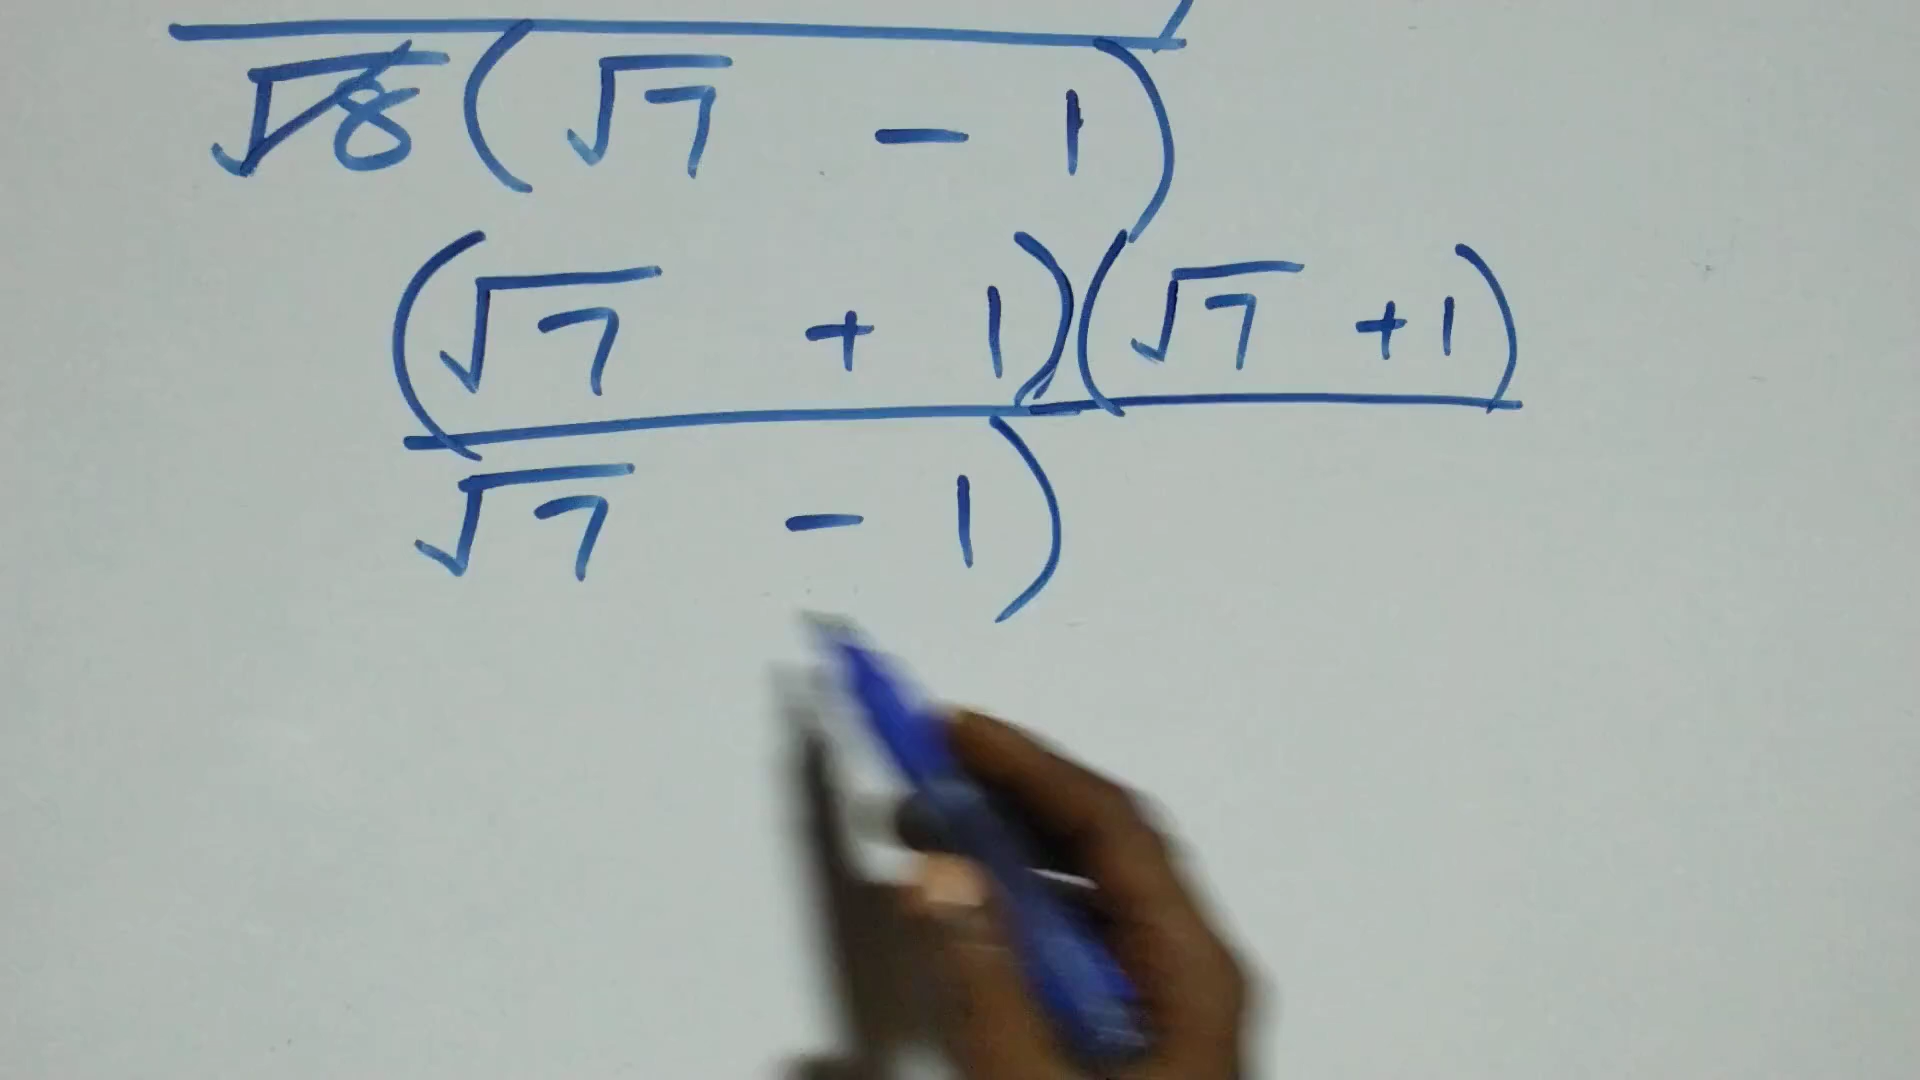 √8(√7 - 1)
(√7 + 1)(√7 +1)
√7 - 1)